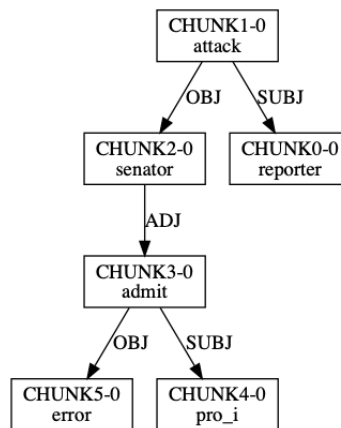 CHUNK1-0
attack
OBJ
SUBJ
CHUNK2-0
senator
CHUNK0-0
reporter
ADJ
CHUNK3-0
admit
OBJ
SUBJ
CHUNK5-0
error
CHUNK4-0
pro_i